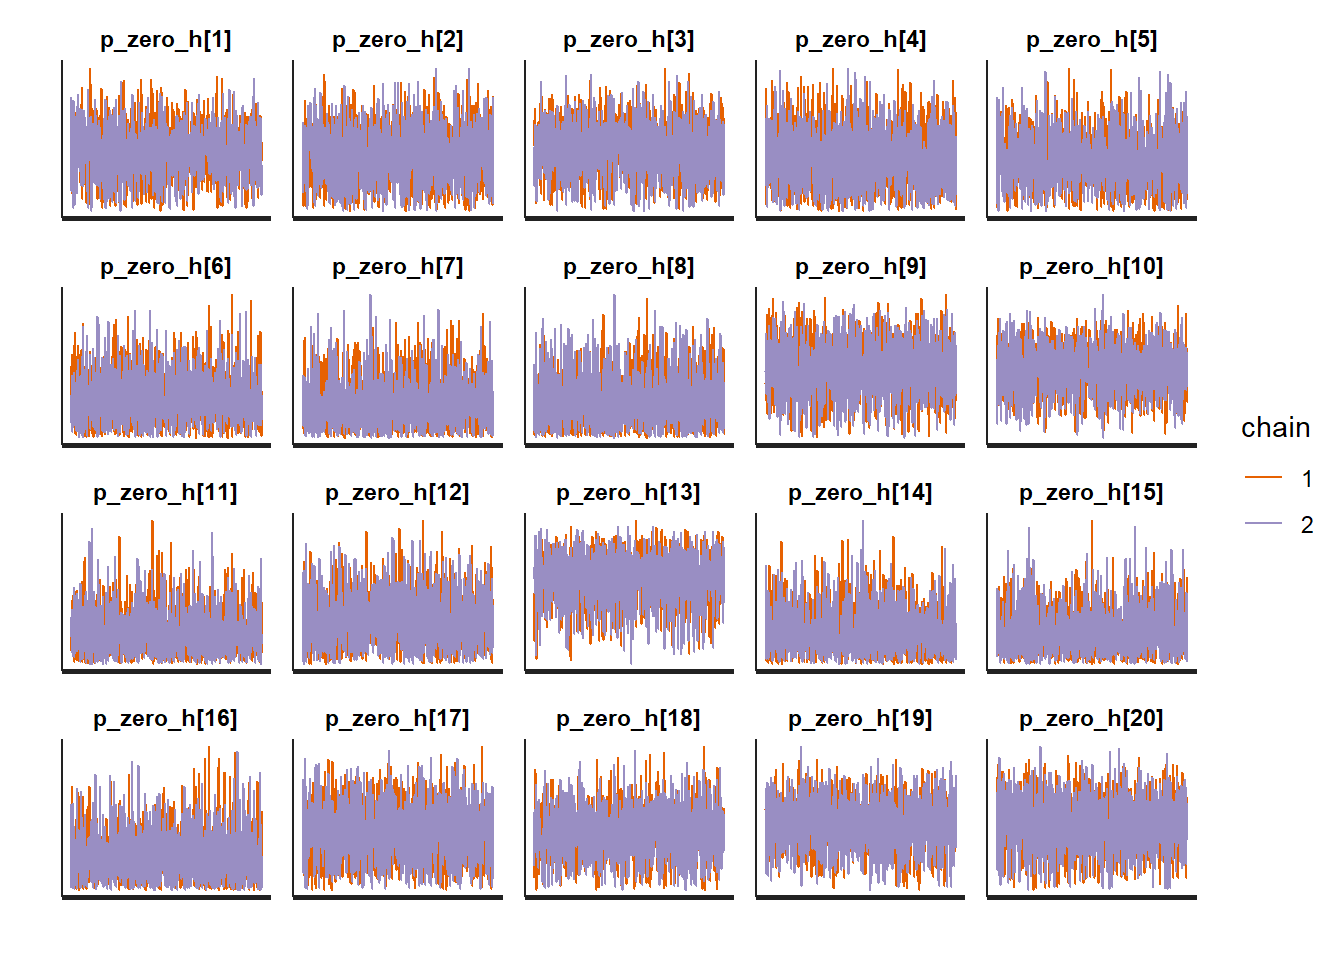 p_zero_h[1] p_zero_h[2] p_zero_h[3] p_zero_h[4] p_zero_h[5]
p_zero_h[6] p_zero_h[7] p_zero_h[8] p_zero_h[9] p_zero_h[10]
chain
1
p_zero_h[11] p_zero_h[12] p_zero_h[13] p_zero_h[14] p_zero_h[15]
2
p_zero_h[16] p_zero_h[17] p_zero_h[18] p_zero_h[19] p_zero_h[20]